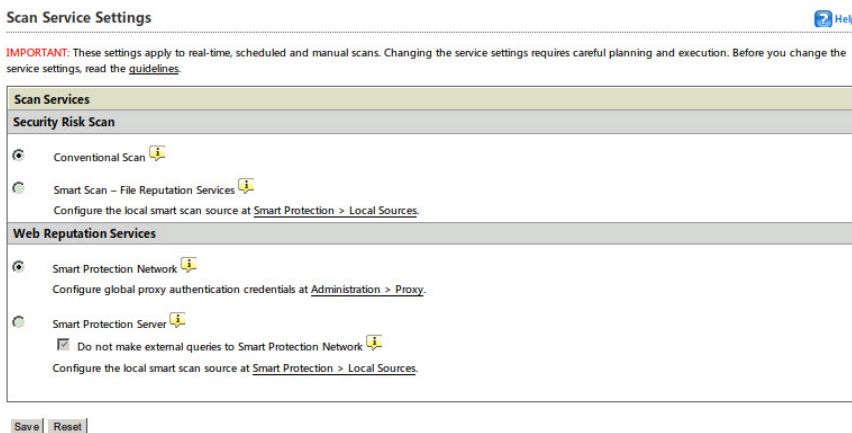 Scan Service Settings
Help
IMPORTANT: These settings apply to real-time, scheduled and manual scans. Changing the service settings requires careful planning and execution. Before you change the
service settings, read the guidelines.
Scan Services
Security Risk Scan
Conventional Scan
Smart Scan – File Reputation Services
Configure the local smart scan source at Smart Protection > Local Sources.
Web Reputation Services
Smart Protection Network
Configure global proxy authentication credentials at Administration > Proxy.
Smart Protection Server
Do not make external queries to Smart Protection Network
Configure the local smart scan source at Smart Protection > Local Sources.
Save Reset